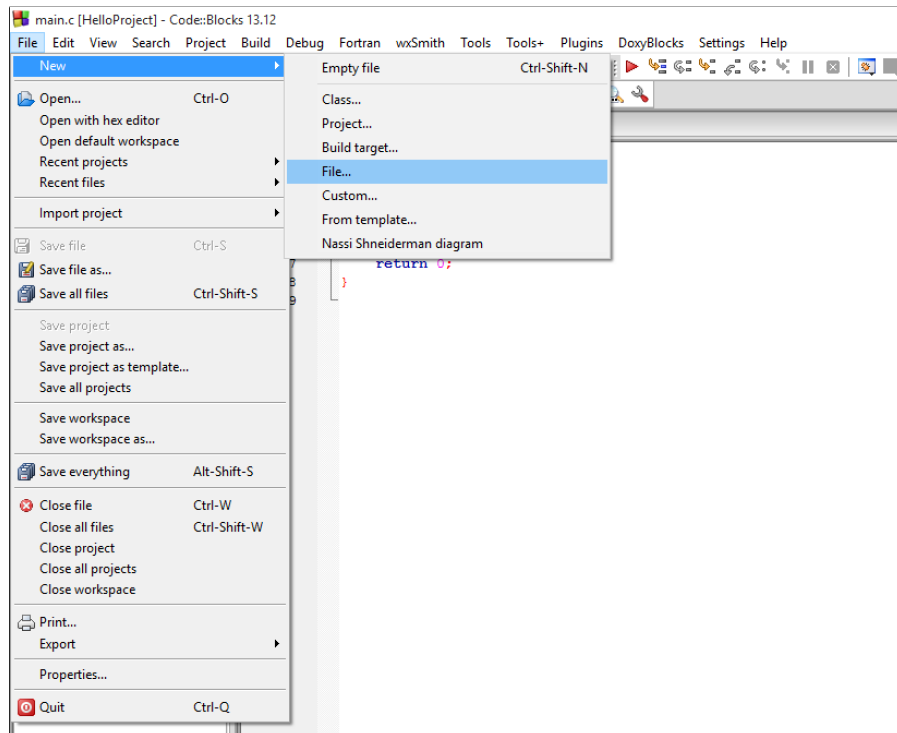 main.c [HelloProject] - Code::Blocks 13.12
File Edit View Search Project Build Debug Fortran wxSmith Tools Tools+ Plugins DoxyBlocks Settings Help
New
Open... Ctrl-O
Open with hex editor
Open default workspace
Recent projects
Recent files
Import project
Save file Ctrl-S
Save file as...
Save all files Ctrl-Shift-S
Save project
Save project as...
Save project as template...
Save all projects
Save workspace
Save workspace as...
Save everything Alt-Shift-S
Close file Ctrl-W
Close all files Ctrl-Shift-W
Close project
Close all projects
Close workspace
Print...
Export
Properties...
Quit Ctrl-Q
Empty file Ctrl-Shift-N
Class...
Project...
Build target...
File...
Custom...
From template...
Nassi Shneiderman diagram
7 return 0;
8 }
9